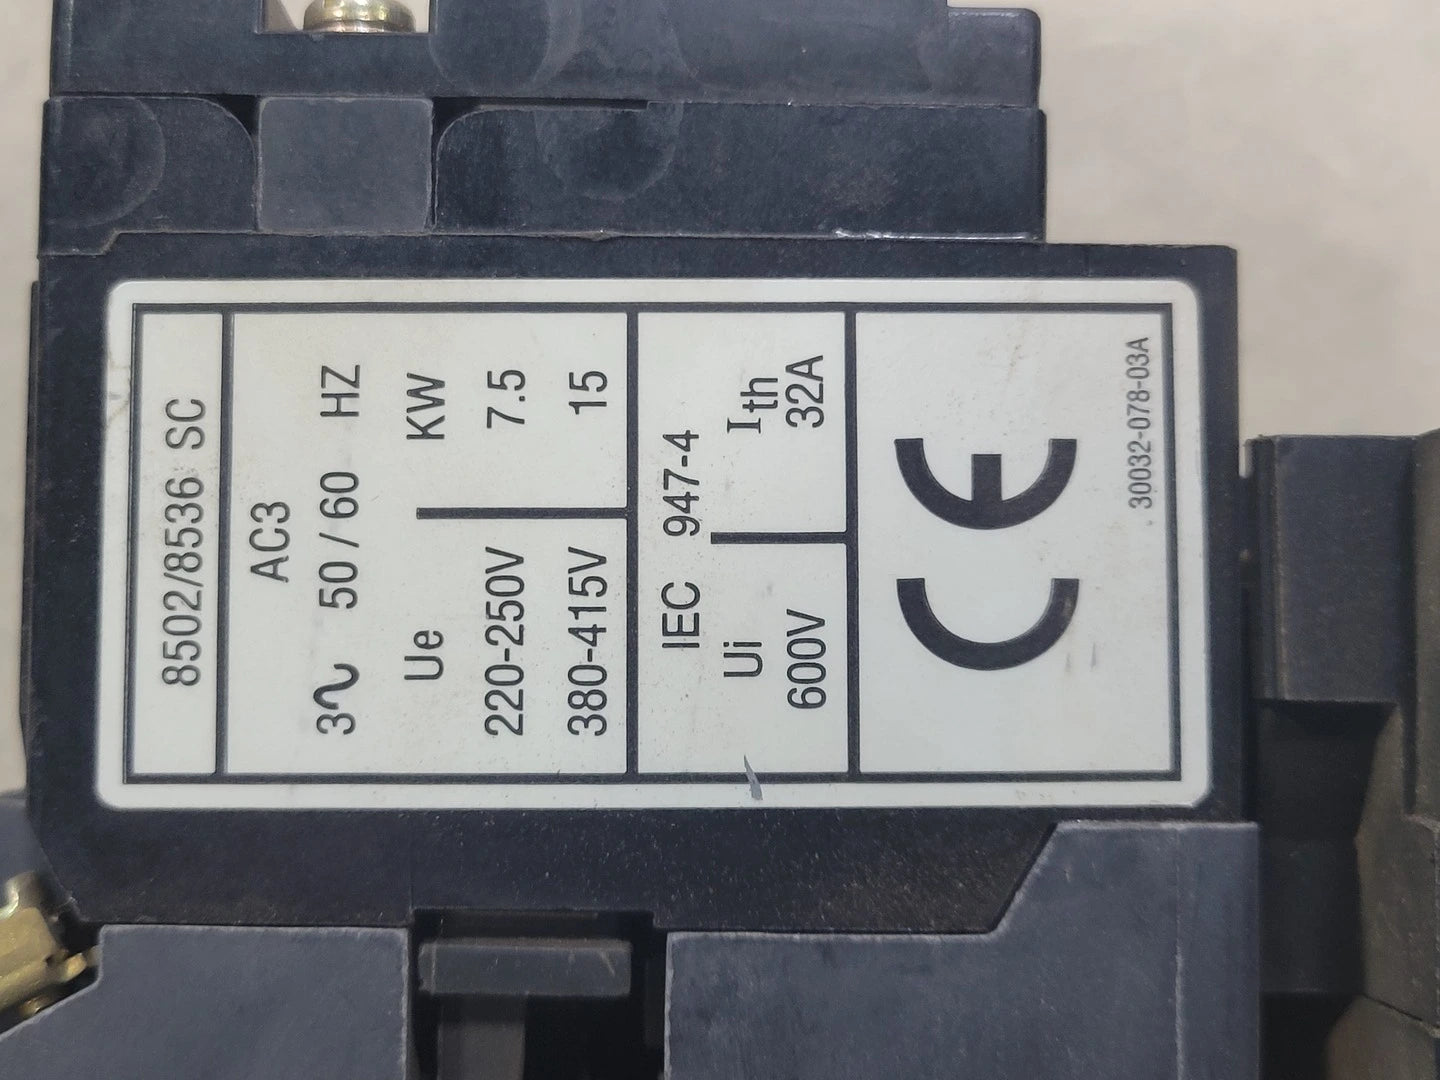 8502/8536 SC
AC3
3∿ 50/60 HZ
Ue KW
220-250V 7.5
380-415V 15
IEC 947-4
Ui Ith
600V 32A
CE
30032-078-03A